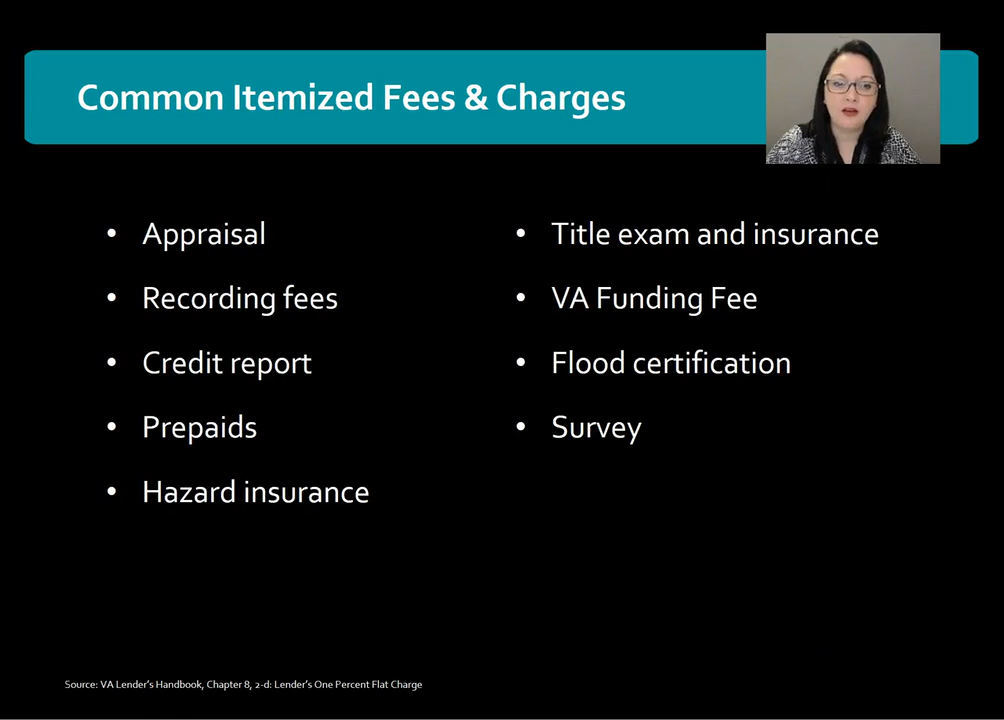 Common Itemized Fees & Charges
• Appraisal
• Recording fees
• Credit report
• Prepaids
• Hazard insurance
• Title exam and insurance
• VA Funding Fee
• Flood certification
• Survey
Source: VA Lender's Handbook, Chapter 8, 2-d: Lender's One Percent Flat Charge